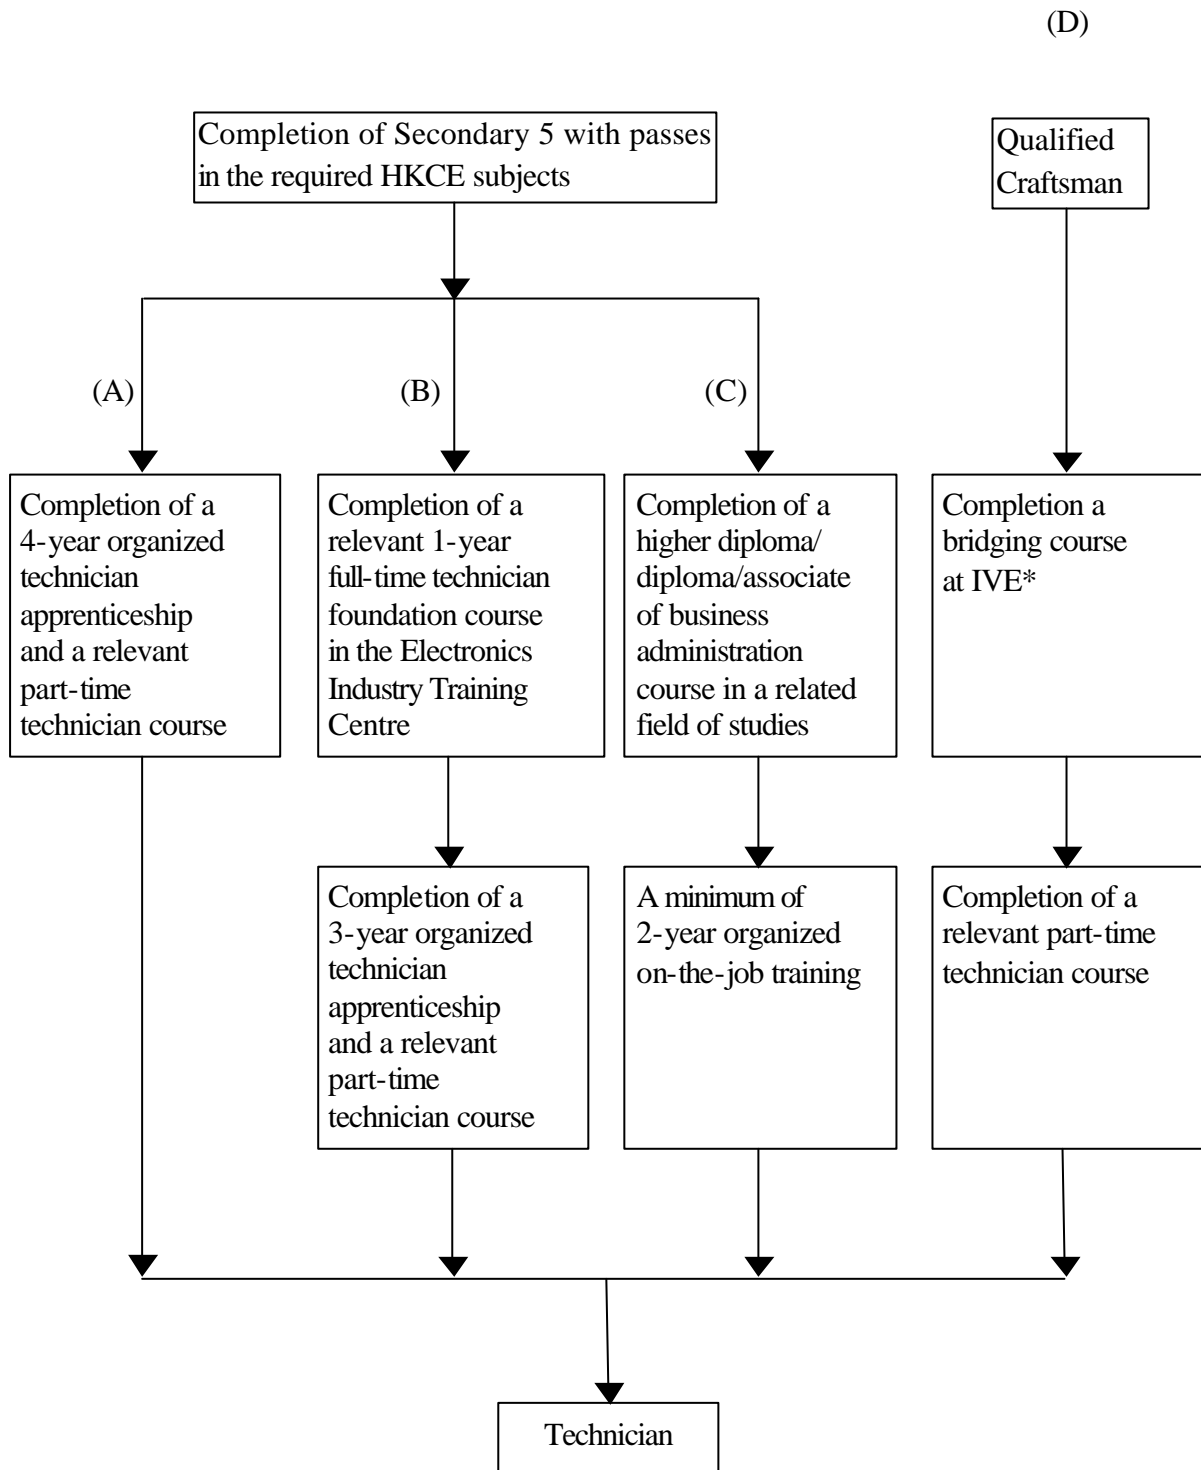 (D)
Completion of Secondary 5 with passes
in the required HKCE subjects
Qualified
Craftsman
(A)
(B)
(C)
Completion of a
4-year organized
technician
apprenticeship
and a relevant
part-time
technician course
Completion of a
relevant 1-year
full-time technician
foundation course
in the Electronics
Industry Training
Centre
Completion of a
higher diploma/
diploma/associate
of business
administration
course in a related
field of studies
Completion a
bridging course
at IVE*
Completion of a
3-year organized
technician
apprenticeship
and a relevant
part-time
technician course
A minimum of
2-year organized
on-the-job training
Completion of a
relevant part-time
technician course
Technician